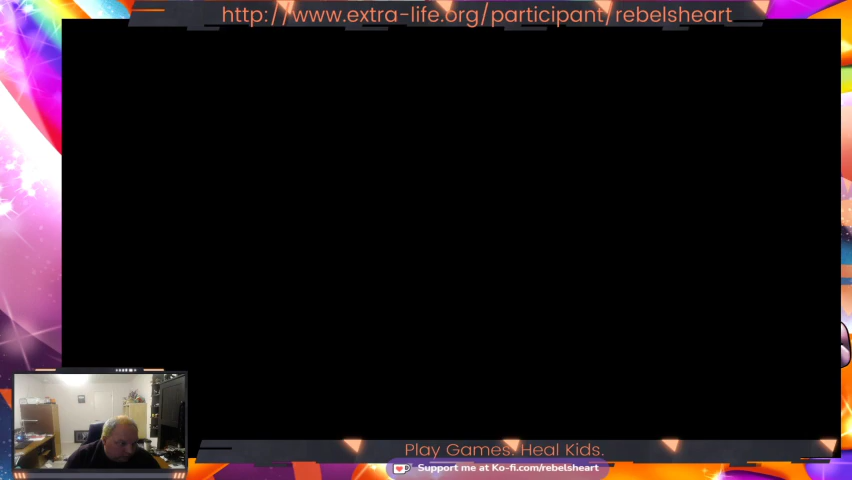 http://www.extra-life.org/participant/rebelsheart
Play Games. Heal Kids.
Support me at Ko-fi.com/rebelsheart